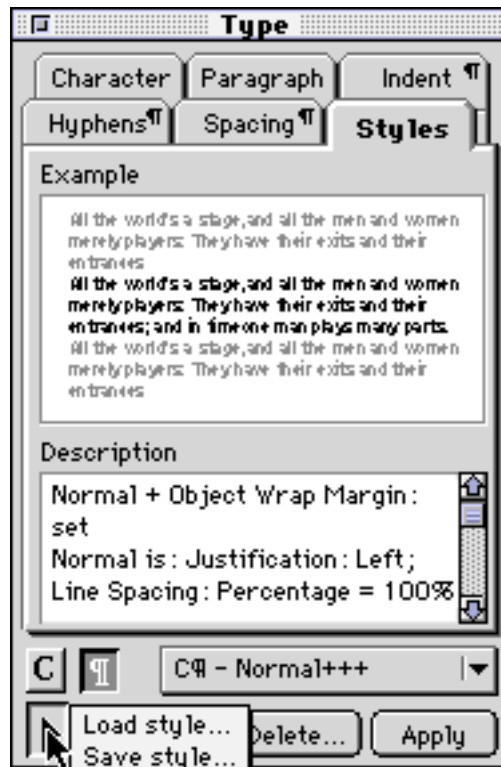 Type
Character Paragraph Indent ¶
Hyphens¶ Spacing¶ Styles
Example
All the world's a stage, and all the men and women
merely players: They have their exits and their
entrances
All the world's a stage, and all the men and women
merely players: They have their exits and their
entrances; and in time one man plays many parts.
All the world's a stage, and all the men and women
merely players: They have their exits and their
entrances
Description
Normal + Object Wrap Margin :
set
Normal is : Justification : Left;
Line Spacing : Percentage = 100%
C ¶ C¶ - Normal+++
Load style... Delete... Apply
Save style...